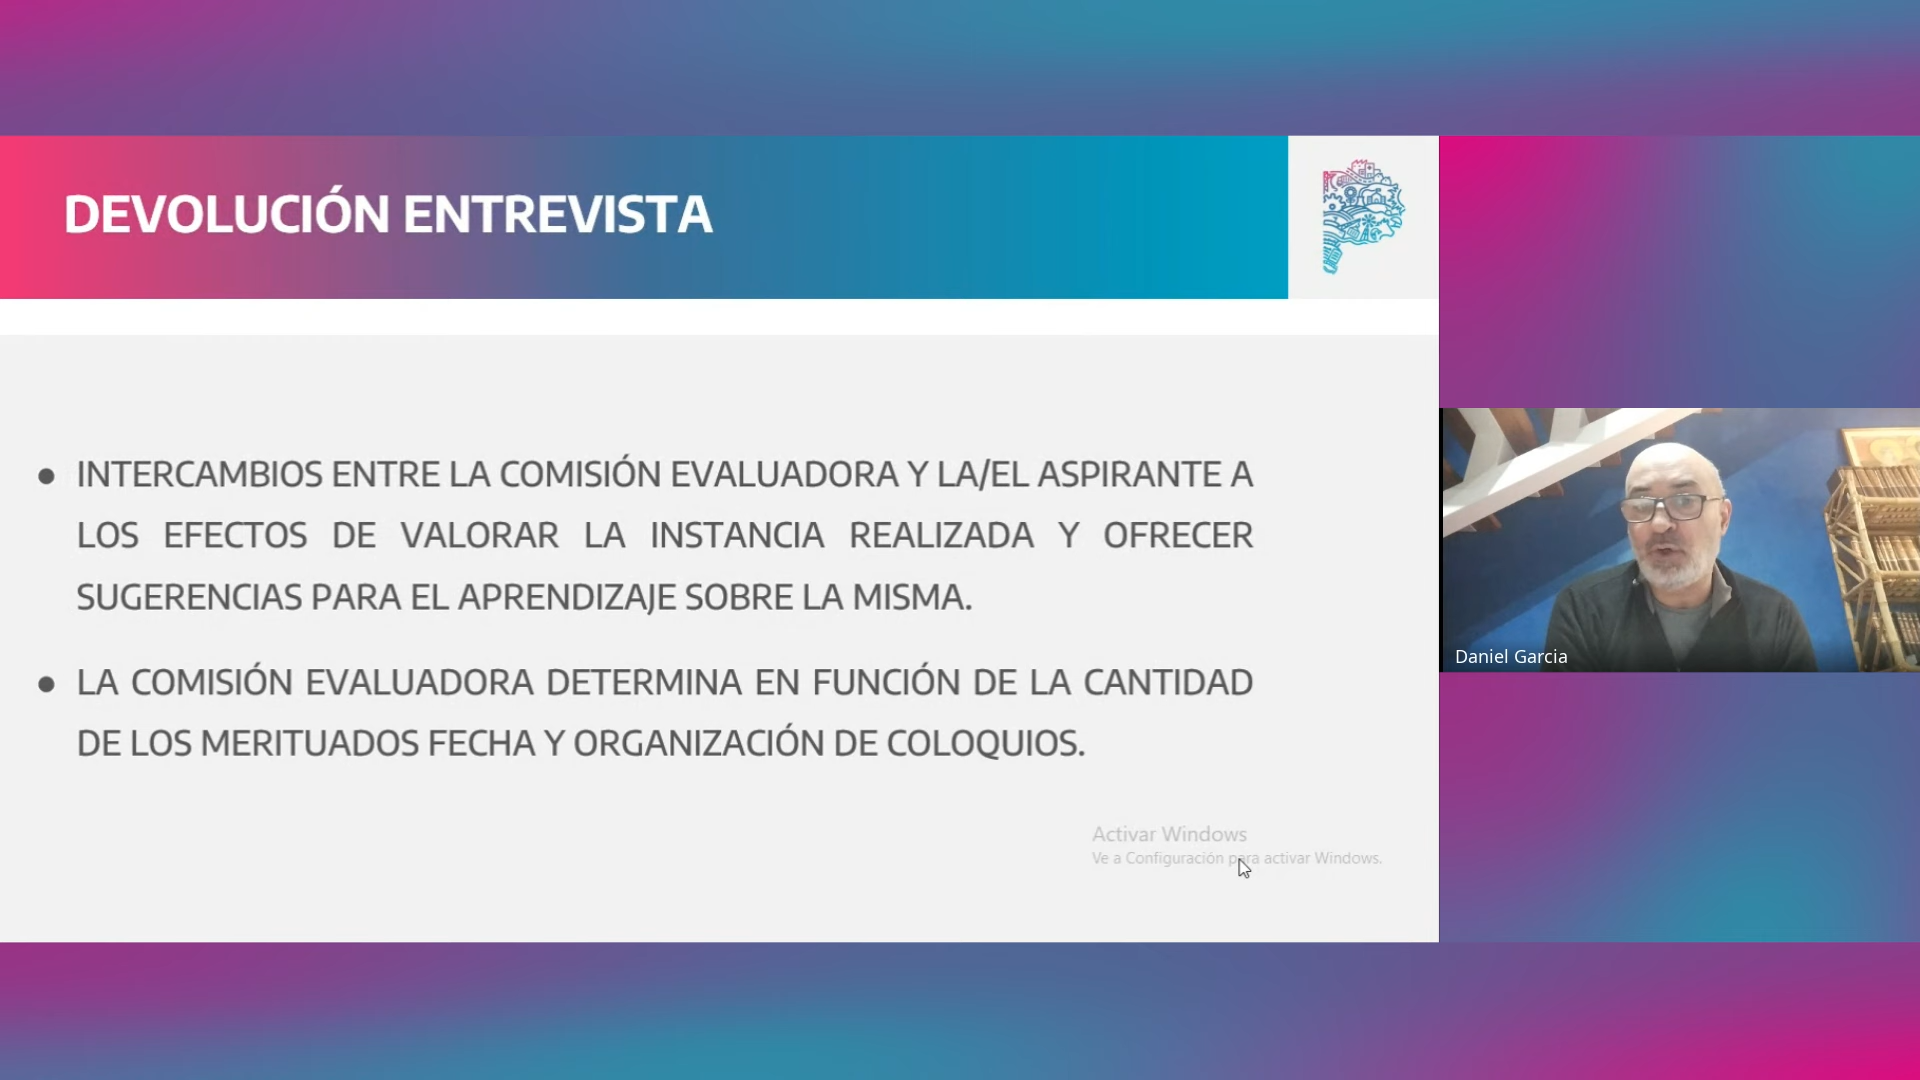 DEVOLUCIÓN ENTREVISTA
● INTERCAMBIOS ENTRE LA COMISIÓN EVALUADORA Y LA/EL ASPIRANTE A
LOS EFECTOS DE VALORAR LA INSTANCIA REALIZADA Y OFRECER
SUGERENCIAS PARA EL APRENDIZAJE SOBRE LA MISMA.
● LA COMISIÓN EVALUADORA DETERMINA EN FUNCIÓN DE LA CANTIDAD
DE LOS MERITUADOS FECHA Y ORGANIZACIÓN DE COLOQUIOS.
Activar Windows
Ve a Configuración para activar Windows.
Daniel Garcia